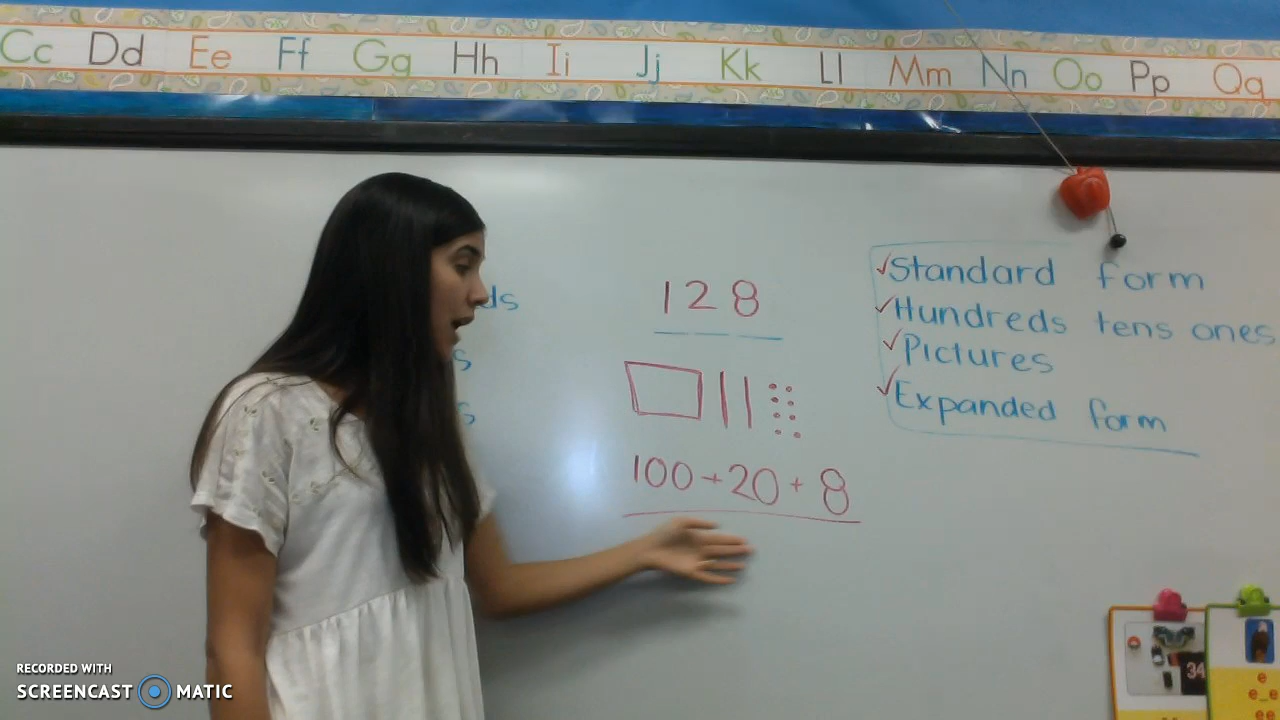 Cc Dd Ee Ff Gg Hh Ii Jj Kk Ll Mm Nn Oo Pp Qq
128
100+20+8
✓Standard form
✓Hundreds tens ones
✓Pictures
✓Expanded form
34
RECORDED WITH
SCREENCAST MATIC